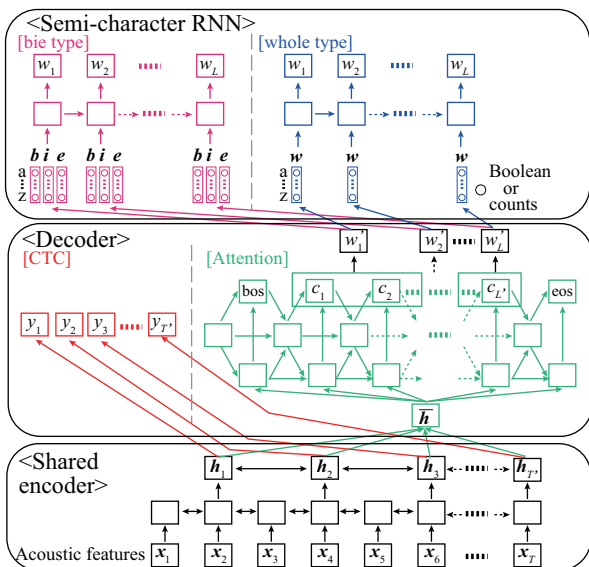 <Semi-character RNN>
[bie type] [whole type]
w1 w2 wL w1 w2 wL
b i e b i e b i e w w w
a
z
a
z
Boolean
or
counts
<Decoder> w'1 w'2 w'L
[CTC] [Attention]
bos c1 c2 cL' eos
y1 y2 y3 yT'
h̅
<Shared
encoder>
h1 h2 h3 hT'
Acoustic features x1 x2 x3 x4 x5 x6 xT